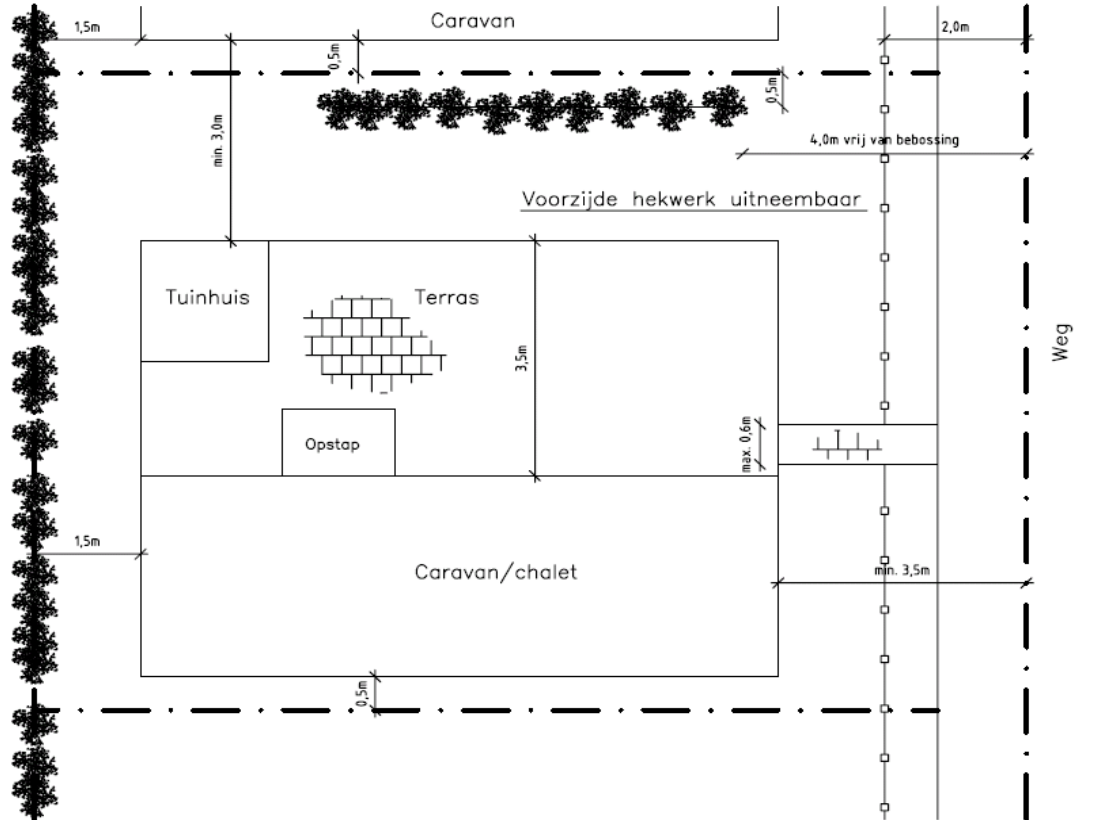 Caravan
1,5m
2,0m
0,5m
0,5m
min. 3,0m
4,0m vrij van bebossing
Voorzijde hekwerk uitneembaar
Tuinhuis
Terras
Weg
3,5m
max. 0,6m
Opstap
1,5m
Caravan/chalet
min. 3,5m
0,5m